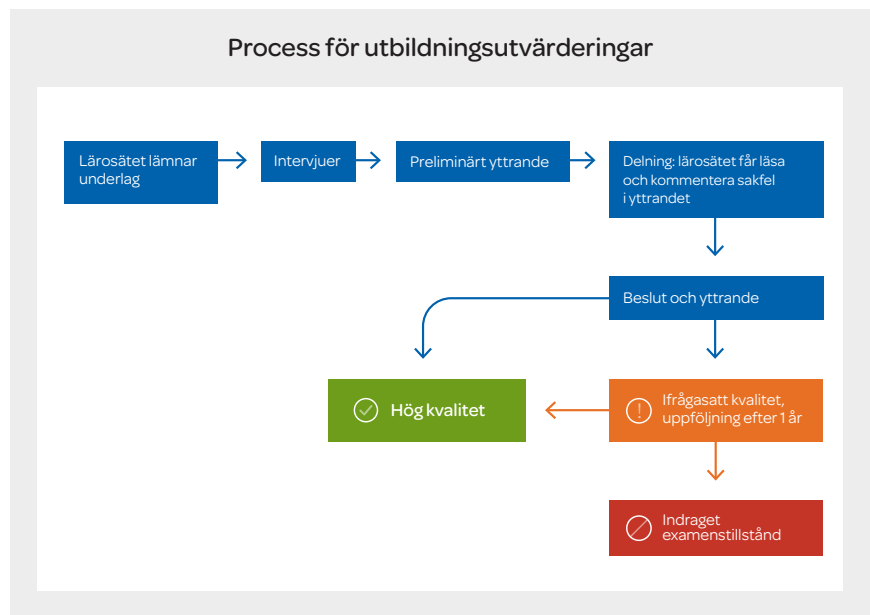 Process för utbildningsutvärderingar
Lärosätet lämnar
underlag
Intervjuer
Preliminärt yttrande
Delning: lärosätet får läsa
och kommentera sakfel
i yttrandet
Beslut och yttrande
Hög kvalitet
Ifrågasatt kvalitet,
uppföljning efter 1 år
Indraget
examenstillstånd